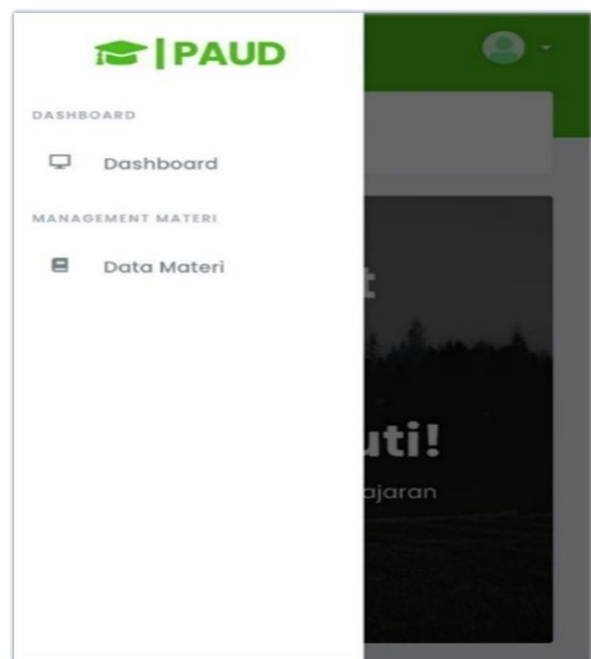 | PAUD
DASHBOARD
Dashboard
MANAGEMENT MATERI
Data Materi
t
uti!
ajaran